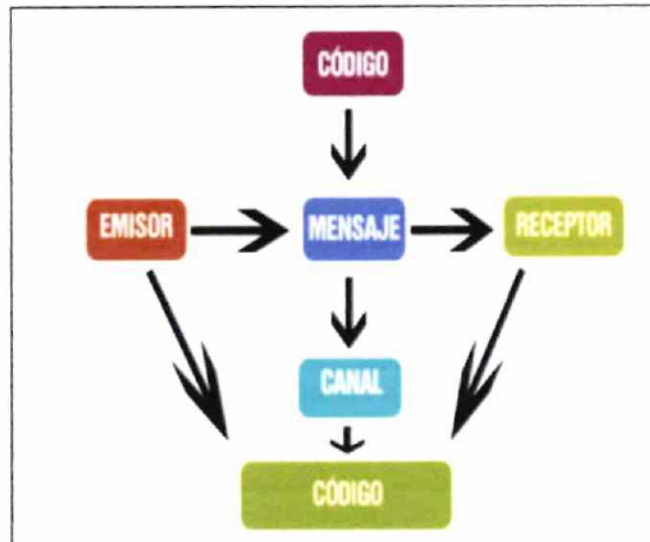 CÓDIGO
EMISOR
MENSAJE
RECEPTOR
CANAL
CÓDIGO